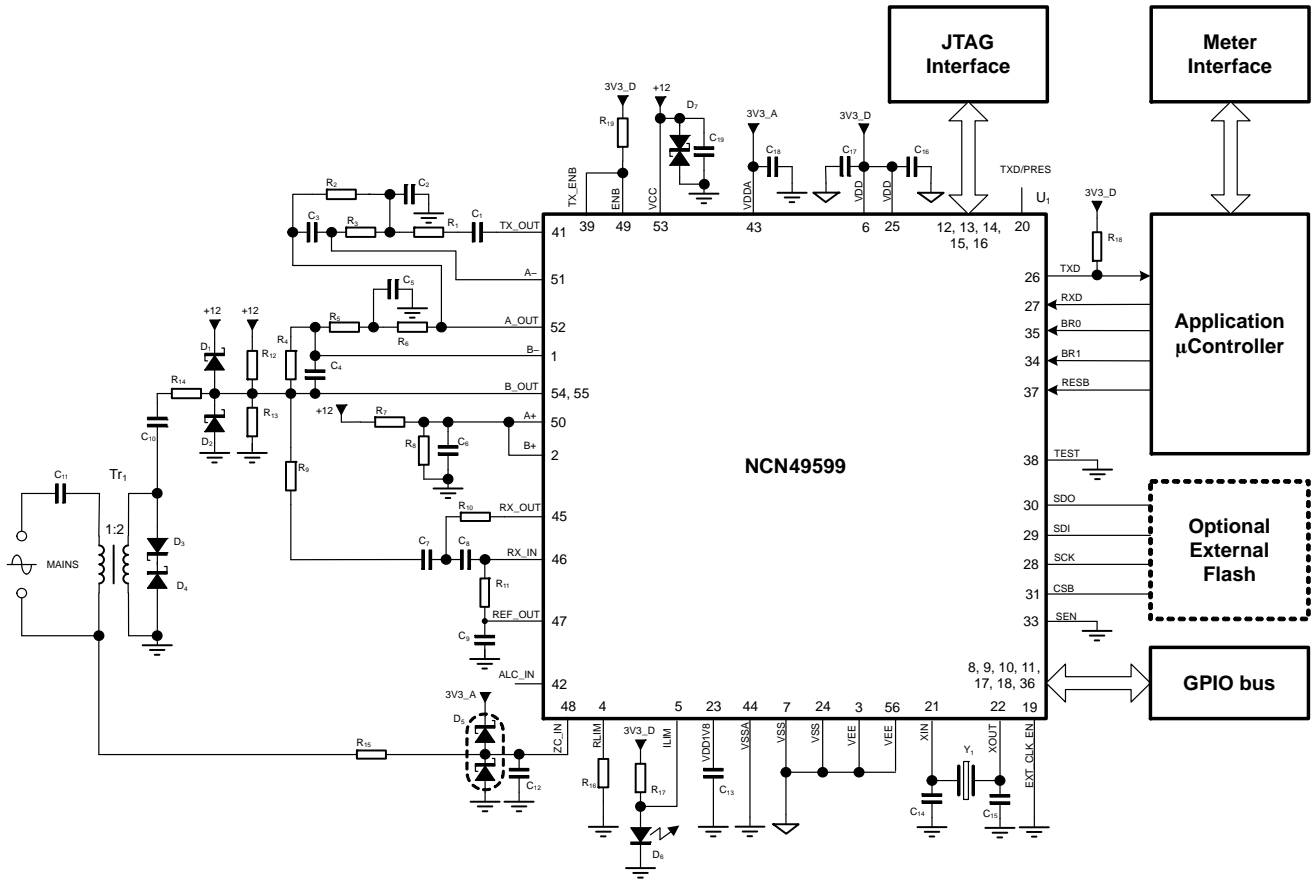 JTAG
Interface
Meter
Interface
3V3_D
+12
D7
3V3_A
3V3_D
R19
C19
C18
C17
C16
TXD/PRES
R2
C2
TX_ENB
ENB
VCC
VDDA
VDD
VDD
U1
3V3_D
C3
R3
R1
C1
TX_OUT
41
39
49
53
43
6
25
12, 13, 14,
15, 16
20
R18
A–
51
26
TXD
C5
27
RXD
+12
+12
R5
R6
A_OUT
52
35
BR0
Application
µController
D1
R12
R4
B–
1
34
BR1
C4
R14
B_OUT
54, 55
37
RESB
C10
D2
R13
+12
R7
A+
50
R8
C6
B+
2
NCN49599
38
TEST
C11
Tr1
R9
1:2
R10
RX_OUT
45
30
SDO
Optional
External
Flash
D3
29
SDI
MAINS
C7
C8
RX_IN
46
28
SCK
D4
R11
31
CSB
REF_OUT
47
33
SEN
C9
ALC_IN
42
8, 9, 10, 11,
17, 18, 36
GPIO bus
3V3_A
48
4
5
23
44
7
24
3
56
21
22
19
D5
ZC_IN
RLIM
3V3_D
ILIM
VDD1V8
VSSA
VSS
VSS
VEE
VEE
XIN
XOUT
EXT_CLK_EN
R15
C12
R16
R17
C13
Y1
C14
C15
D6